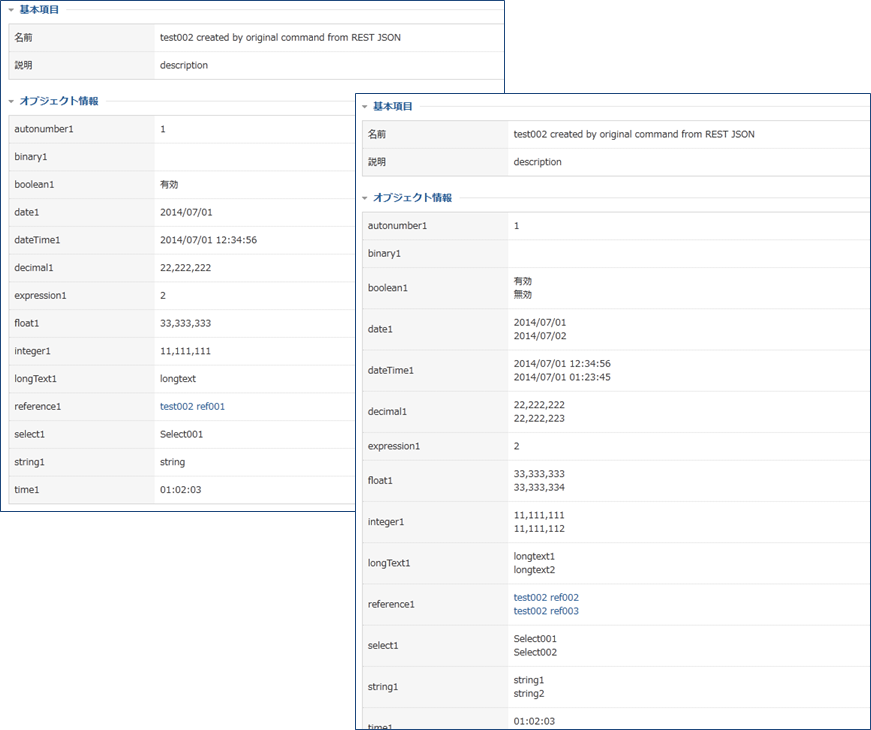 基本項目
名前 test002 created by original command from REST JSON
説明 description
オブジェクト情報
autonumber1 1
binary1
boolean1 有効
date1 2014/07/01
dateTime1 2014/07/01 12:34:56
decimal1 22,222,222
expression1 2
float1 33,333,333
integer1 11,111,111
longText1 longtext
reference1 test002 ref001
select1 Select001
string1 string
time1 01:02:03
基本項目
名前 test002 created by original command from REST JSON
説明 description
オブジェクト情報
autonumber1 1
binary1
boolean1 有効
無効
date1 2014/07/01
2014/07/02
dateTime1 2014/07/01 12:34:56
2014/07/01 01:23:45
decimal1 22,222,222
22,222,223
expression1 2
float1 33,333,333
33,333,334
integer1 11,111,111
11,111,112
longText1 longtext1
longtext2
reference1 test002 ref002
test002 ref003
select1 Select001
Select002
string1 string1
string2
time1 01:02:03